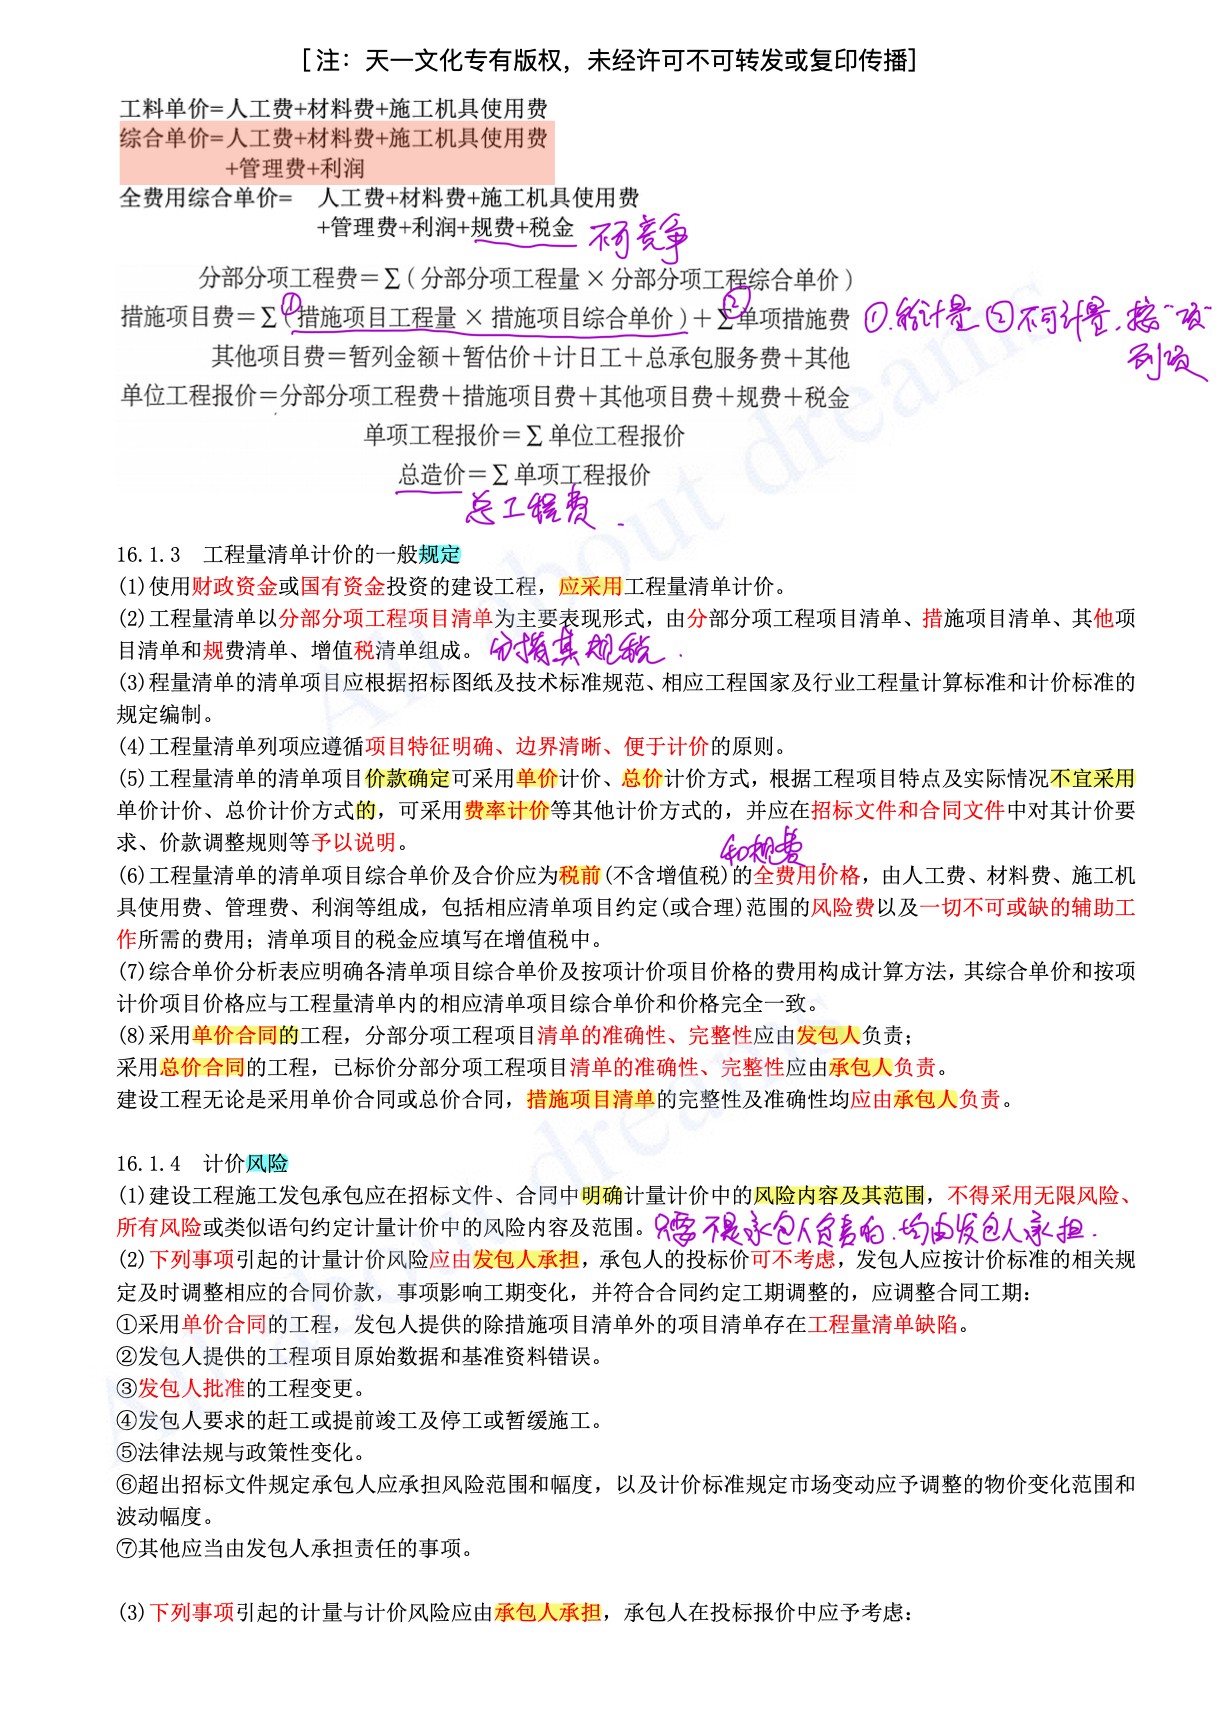 [注：天一文化专有版权，未经许可不可转发或复印传播]
工料单价=人工费+材料费+施工机具使用费
综合单价=人工费+材料费+施工机具使用费
+管理费+利润
全费用综合单价= 人工费+材料费+施工机具使用费
+管理费+利润+规费+税金 不可竞争
分部分项工程费＝∑(分部分项工程量×分部分项工程综合单价)
措施项目费＝∑(措施项目工程量×措施项目综合单价)＋∑单项措施费 ① ② ①.能计量 ②不可计量.按"项"
列项
其他项目费＝暂列金额＋暂估价＋计日工＋总承包服务费＋其他
单位工程报价＝分部分项工程费＋措施项目费＋其他项目费＋规费＋税金
单项工程报价＝∑单位工程报价
总造价＝∑单项工程报价
总工程费.
16.1.3 工程量清单计价的一般规定
(1)使用财政资金或国有资金投资的建设工程，应采用工程量清单计价。
(2)工程量清单以分部分项工程项目清单为主要表现形式，由分部分项工程项目清单、措施项目清单、其他项
目清单和规费清单、增值税清单组成。 分措其规税.
(3)程量清单的清单项目应根据招标图纸及技术标准规范、相应工程国家及行业工程量计算标准和计价标准的
规定编制。
(4)工程量清单列项应遵循项目特征明确、边界清晰、便于计价的原则。
(5)工程量清单的清单项目价款确定可采用单价计价、总价计价方式，根据工程项目特点及实际情况不宜采用
单价计价、总价计价方式的，可采用费率计价等其他计价方式的，并应在招标文件和合同文件中对其计价要
求、价款调整规则等予以说明。
和规费.
(6)工程量清单的清单项目综合单价及合价应为税前(不含增值税)的全费用价格，由人工费、材料费、施工机
具使用费、管理费、利润等组成，包括相应清单项目约定(或合理)范围的风险费以及一切不可或缺的辅助工
作所需的费用；清单项目的税金应填写在增值税中。
(7)综合单价分析表应明确各清单项目综合单价及按项计价项目价格的费用构成计算方法，其综合单价和按项
计价项目价格应与工程量清单内的相应清单项目综合单价和价格完全一致。
(8)采用单价合同的工程，分部分项工程项目清单的准确性、完整性应由发包人负责；
采用总价合同的工程，已标价分部分项工程项目清单的准确性、完整性应由承包人负责。
建设工程无论是采用单价合同或总价合同，措施项目清单的完整性及准确性均应由承包人负责。
16.1.4 计价风险
(1)建设工程施工发包承包应在招标文件、合同中明确计量计价中的风险内容及其范围，不得采用无限风险、
所有风险或类似语句约定计量计价中的风险内容及范围。 只要不是承包人负责的.均由发包人承担.
(2)下列事项引起的计量计价风险应由发包人承担，承包人的投标价可不考虑，发包人应按计价标准的相关规
定及时调整相应的合同价款，事项影响工期变化，并符合合同约定工期调整的，应调整合同工期：
①采用单价合同的工程，发包人提供的除措施项目清单外的项目清单存在工程量清单缺陷。
②发包人提供的工程项目原始数据和基准资料错误。
③发包人批准的工程变更。
④发包人要求的赶工或提前竣工及停工或暂缓施工。
⑤法律法规与政策性变化。
⑥超出招标文件规定承包人应承担风险范围和幅度，以及计价标准规定市场变动应予调整的物价变化范围和
波动幅度。
⑦其他应当由发包人承担责任的事项。
(3)下列事项引起的计量与计价风险应由承包人承担，承包人在投标报价中应予考虑：
All about dreams
All about dreams